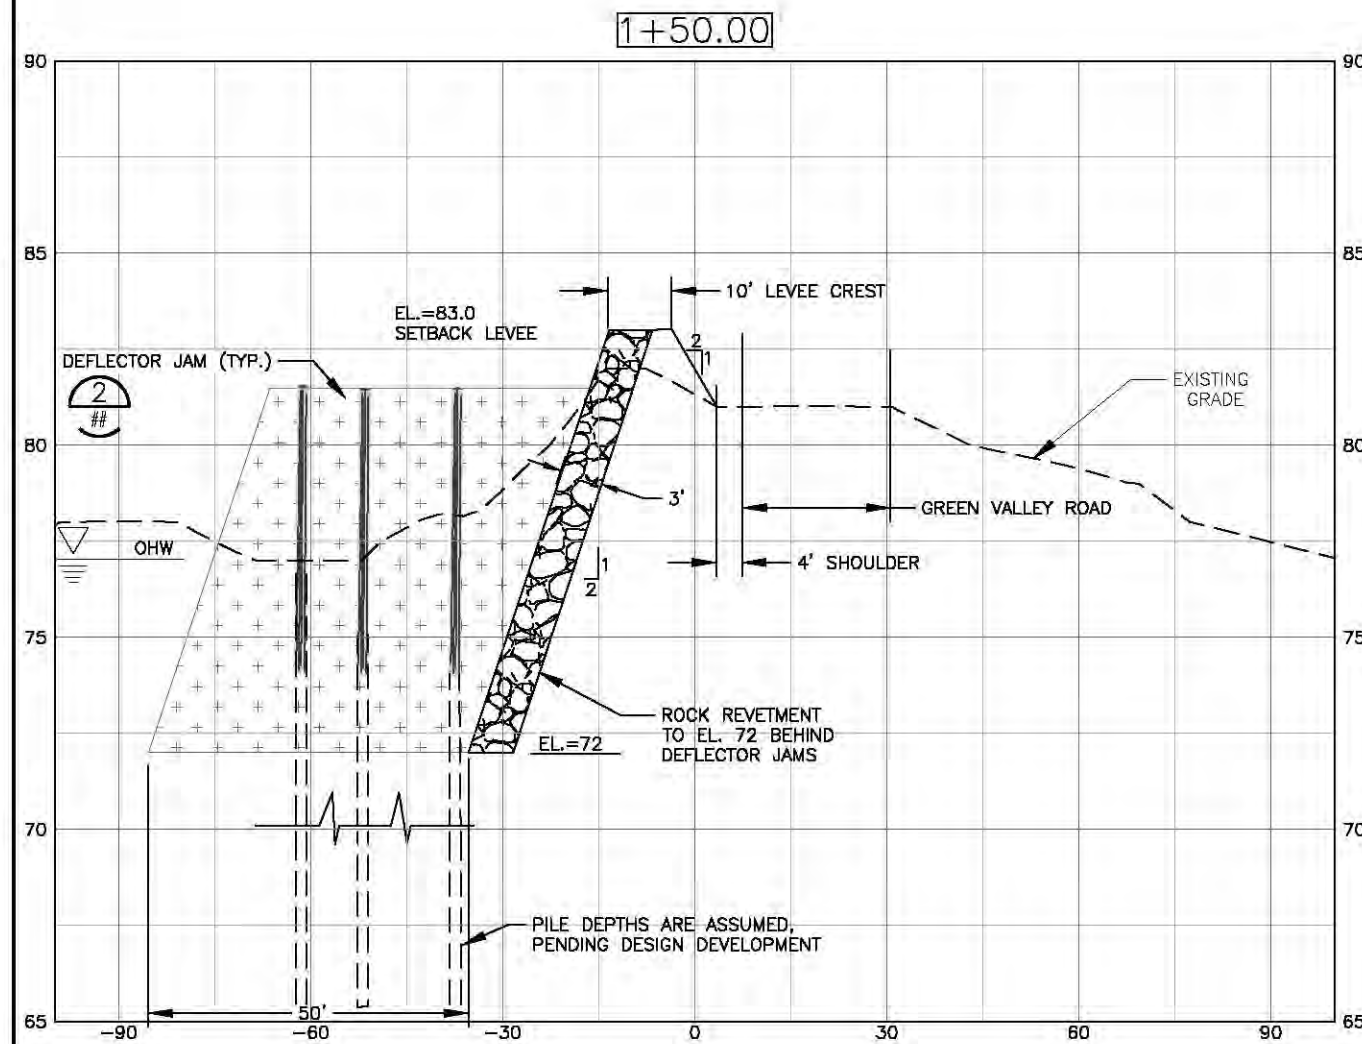 1+50.00
90
90
85
85
10' LEVEE CREST
EL.=83.0
SETBACK LEVEE
2
1
DEFLECTOR JAM (TYP.)
2
##
EXISTING
GRADE
80
80
3'
GREEN VALLEY ROAD
OHW
4' SHOULDER
1
2
75
75
ROCK REVETMENT
TO EL. 72 BEHIND
DEFLECTOR JAMS
EL.=72
70
70
PILE DEPTHS ARE ASSUMED,
PENDING DESIGN DEVELOPMENT
50'
65
65
-90
-60
-30
0
30
60
90